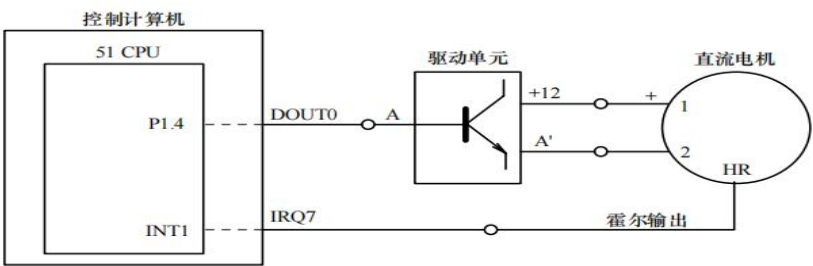 控制计算机
51 CPU
驱动单元
直流电机
P1.4
DOUT0
A
+12
+
1
A'
2
HR
INT1
IRQ7
霍尔输出